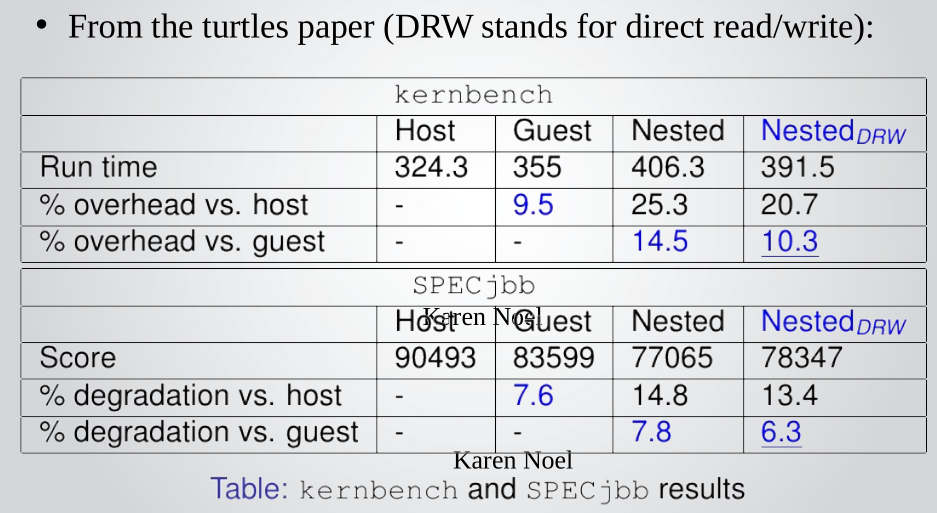 • From the turtles paper (DRW stands for direct read/write):
kernbench
Host Guest Nested Nested DRW
Run time 324.3 355 406.3 391.5
% overhead vs. host - 9.5 25.3 20.7
% overhead vs. guest - - 14.5 10.3
SPECjbb
Karen Noel
Host Guest Nested Nested DRW
Score 90493 83599 77065 78347
% degradation vs. host - 7.6 14.8 13.4
% degradation vs. guest - - 7.8 6.3
Karen Noel
Table: kernbench and SPECjbb results